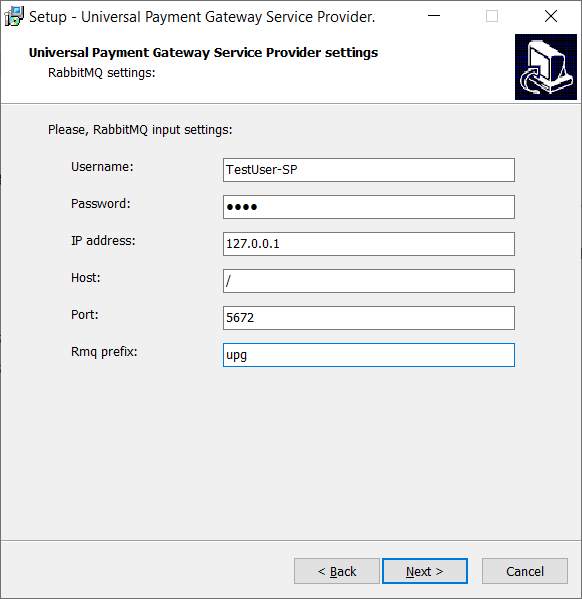 Setup - Universal Payment Gateway Service Provider.
Universal Payment Gateway Service Provider settings
RabbitMQ settings:
Please, RabbitMQ input settings:
Username: TestUser-SP
Password: ●●●●
IP address: 127.0.0.1
Host: /
Port: 5672
Rmq prefix: upg
< Back Next > Cancel